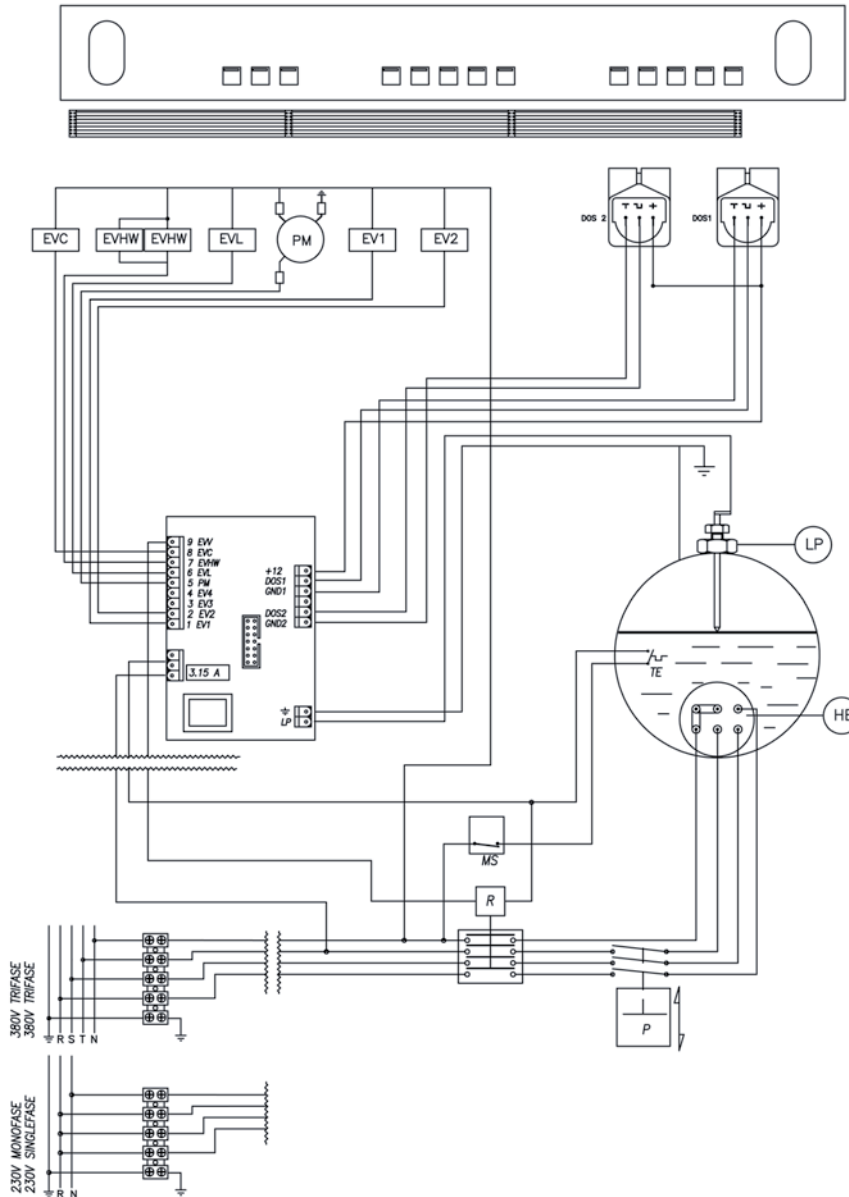 DOS 2
DOS1
EVC
EVHW
EVHW
EVL
PM
EV1
EV2
9 EVV
8 EVC
7 EVHW
6 EVL
5 PM
4 EV4
3 EV3
2 EV2
1 EV1
+12
DOS1
GND1
DOS2
GND2
3.15 A
LP
LP
TE
HE
MS
R
P
380V TRIFASE
380V TRIFASE
R S T N
230V MONOFASE
230V SINGLEFASE
R N